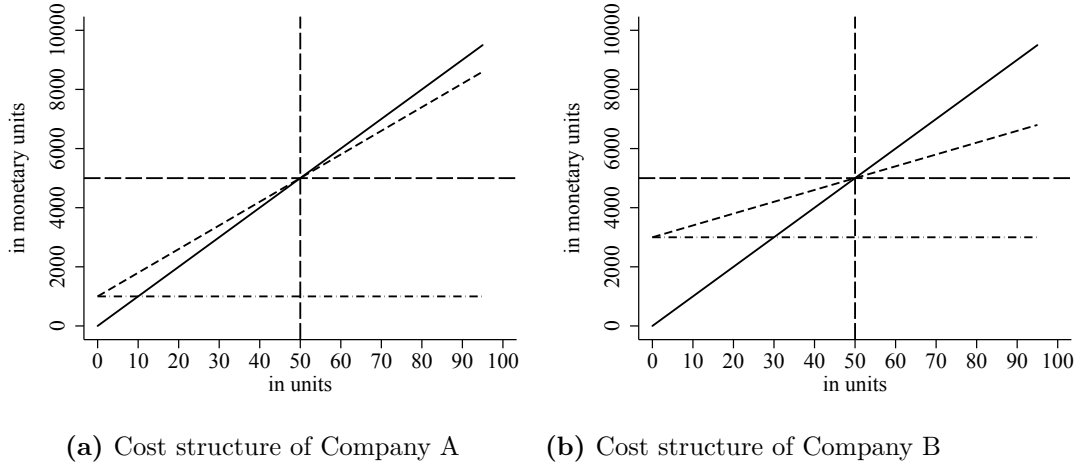 in monetary units
0 2000 4000 6000 8000 10000
0 10 20 30 40 50 60 70 80 90 100
in units
(a) Cost structure of Company A
in monetary units
0 2000 4000 6000 8000 10000
0 10 20 30 40 50 60 70 80 90 100
in units
(b) Cost structure of Company B